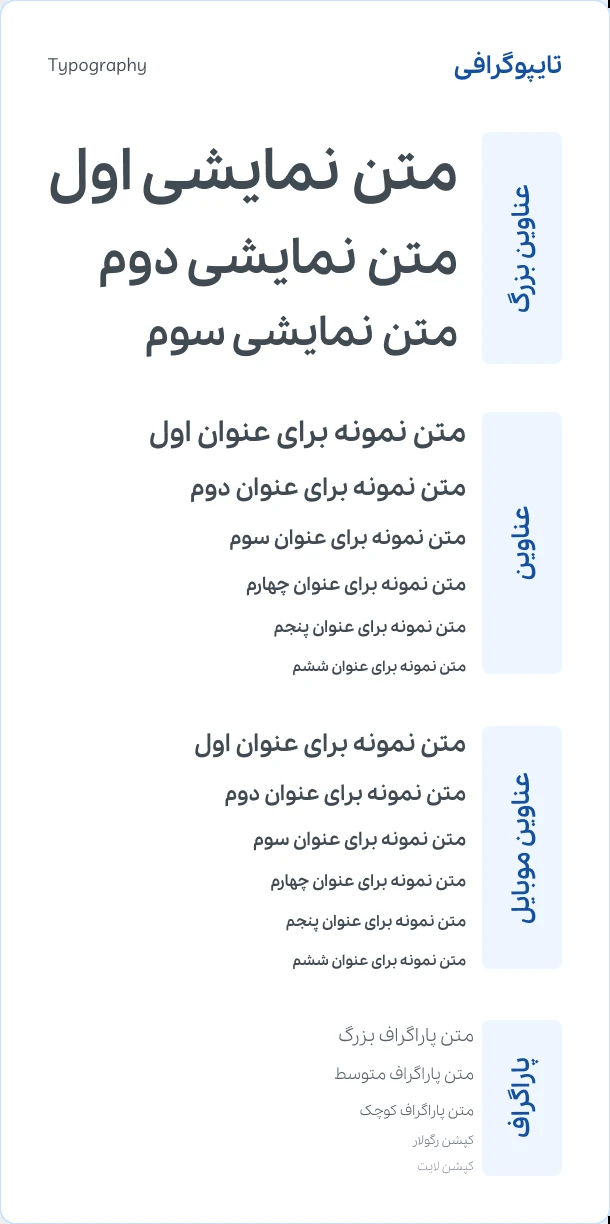 تایپوگرافی
Typography
عناوین بزرگ
متن نمایشی اول
متن نمایشی دوم
متن نمایشی سوم
عناوین
متن نمونه برای عنوان اول
متن نمونه برای عنوان دوم
متن نمونه برای عنوان سوم
متن نمونه برای عنوان چهارم
متن نمونه برای عنوان پنجم
متن نمونه برای عنوان ششم
عناوین موبایل
متن نمونه برای عنوان اول
متن نمونه برای عنوان دوم
متن نمونه برای عنوان سوم
متن نمونه برای عنوان چهارم
متن نمونه برای عنوان پنجم
متن نمونه برای عنوان ششم
پاراگراف
متن پاراگراف بزرگ
متن پاراگراف متوسط
متن پاراگراف کوچک
کپشن رگولار
کپشن لایت